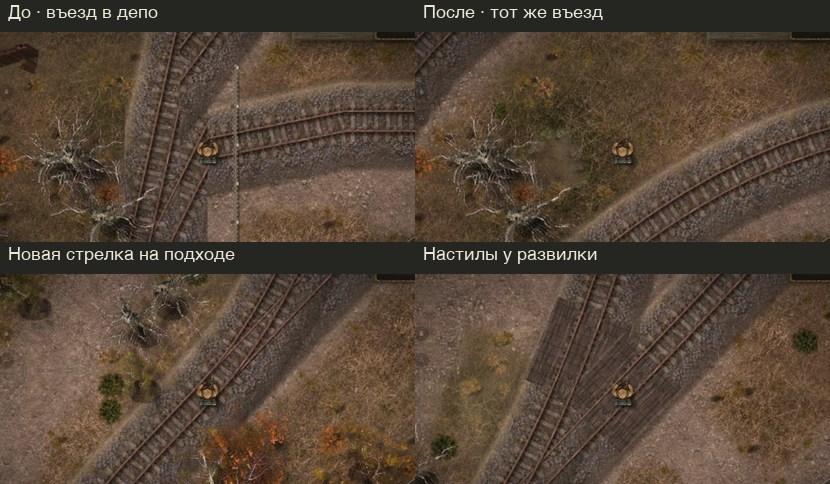 До · въезд в депо
После · тот же въезд
Новая стрелка на подходе
Настилы у развилки